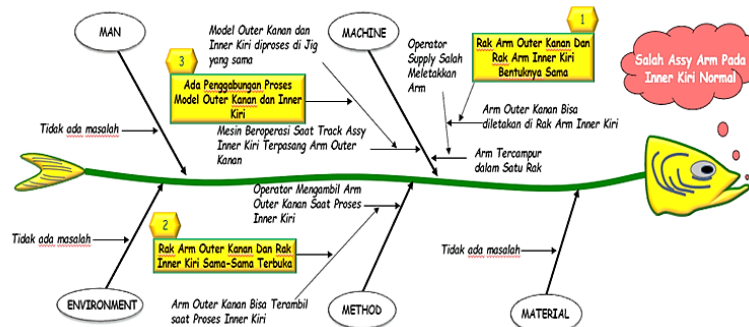 MAN
Model Outer Kanan dan
Inner Kiri diproses di Jig
yang sama
MACHINE
Operator
Supply Salah
Meletakkan
Arm
1
Rak Arm Outer Kanan Dan
Rak Arm Inner Kiri
Bentuknya Sama
Salah Assy Arm Pada
Inner Kiri Normal
3
Ada Penggabungan Proses
Model Outer Kanan dan Inner
Kiri
Tidak ada masalah
Mesin Beroperasi Saat Track Assy
Inner Kiri Terpasang Arm Outer
Kanan
Arm Outer Kanan Bisa
diletakan di Rak Arm Inner Kiri
Arm Tercampur
dalam Satu Rak
Operator Mengambil Arm
Outer Kanan Saat Proses
Inner Kiri
2
Tidak ada masalah
Rak Arm Outer Kanan Dan Rak
Inner Kiri Sama-Sama Terbuka
Tidak ada masalah
Arm Outer Kanan Bisa Terambil
saat Proses Inner Kiri
ENVIRONMENT
METHOD
MATERIAL